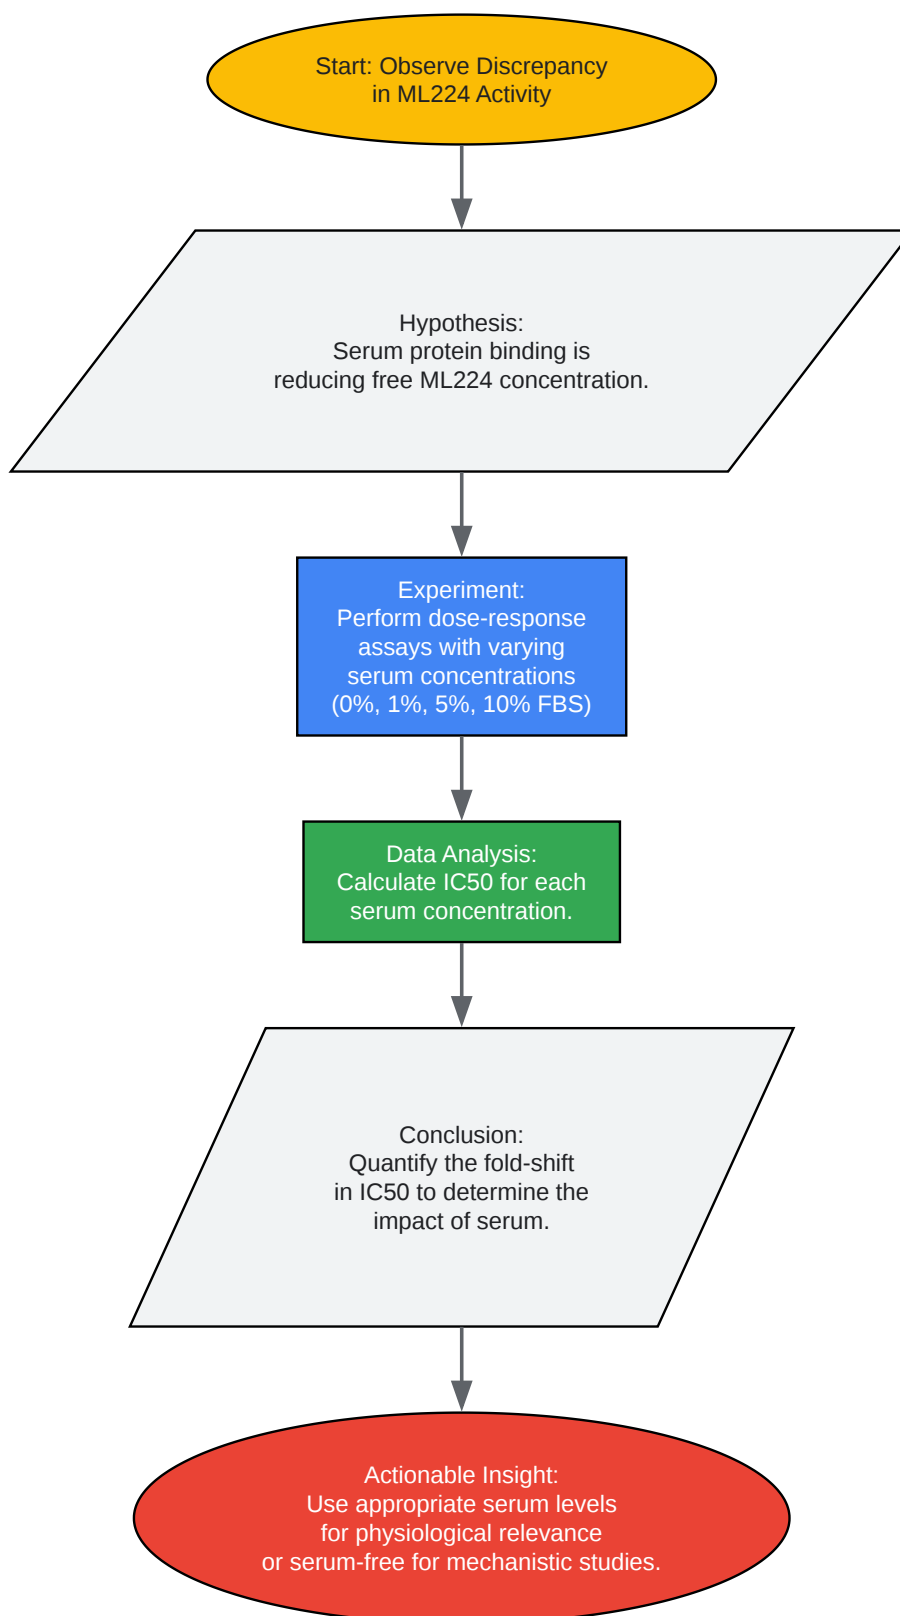 Start: Observe Discrepancy
in ML224 Activity
Hypothesis:
Serum protein binding is
reducing free ML224 concentration.
Experiment:
Perform dose-response
assays with varying
serum concentrations
(0%, 1%, 5%, 10% FBS)
Data Analysis:
Calculate IC50 for each
serum concentration.
Conclusion:
Quantify the fold-shift
in IC50 to determine the
impact of serum.
Actionable Insight:
Use appropriate serum levels
for physiological relevance
or serum-free for mechanistic studies.